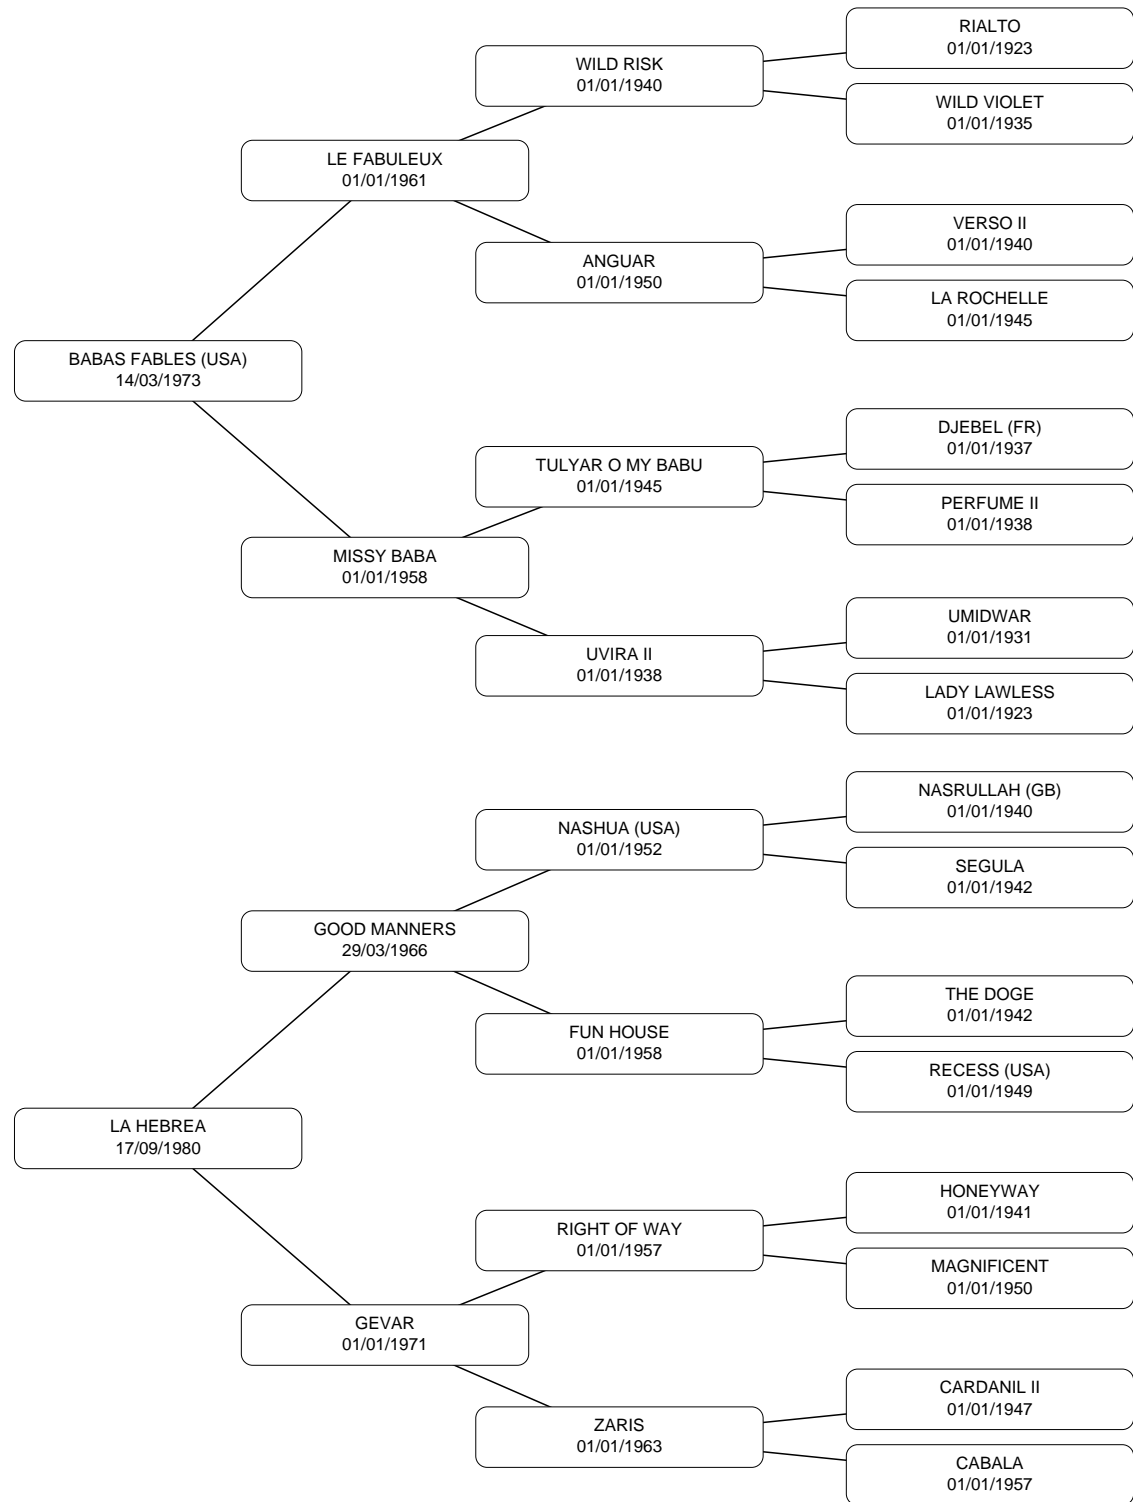 RIALTO
01/01/1923
WILD RISK
01/01/1940
WILD VIOLET
01/01/1935
LE FABULEUX
01/01/1961
VERSO II
01/01/1940
ANGUAR
01/01/1950
LA ROCHELLE
01/01/1945
BABAS FABLES (USA)
14/03/1973
DJEBEL (FR)
01/01/1937
TULYAR O MY BABU
01/01/1945
PERFUME II
01/01/1938
MISSY BABA
01/01/1958
UMIDWAR
01/01/1931
UVIRA II
01/01/1938
LADY LAWLESS
01/01/1923
NASRULLAH (GB)
01/01/1940
NASHUA (USA)
01/01/1952
SEGULA
01/01/1942
GOOD MANNERS
29/03/1966
THE DOGE
01/01/1942
FUN HOUSE
01/01/1958
RECESS (USA)
01/01/1949
LA HEBREA
17/09/1980
HONEYWAY
01/01/1941
RIGHT OF WAY
01/01/1957
MAGNIFICENT
01/01/1950
GEVAR
01/01/1971
CARDANIL II
01/01/1947
ZARIS
01/01/1963
CABALA
01/01/1957